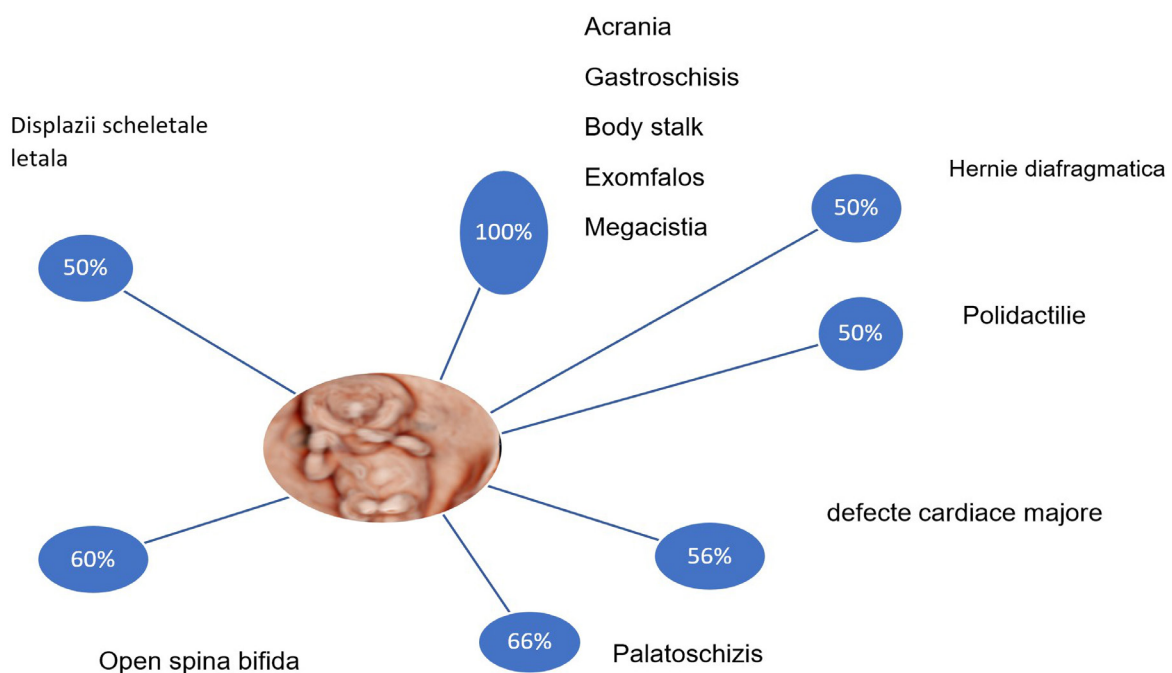 Acrania
Gastroschisis
Body stalk
Exomfalos
Megacistia
100%
Displazii scheletale
letala
50%
Hernie diafragmatica
50%
Polidactilie
50%
defecte cardiace majore
56%
60%
Open spina bifida
66%
Palatoschizis